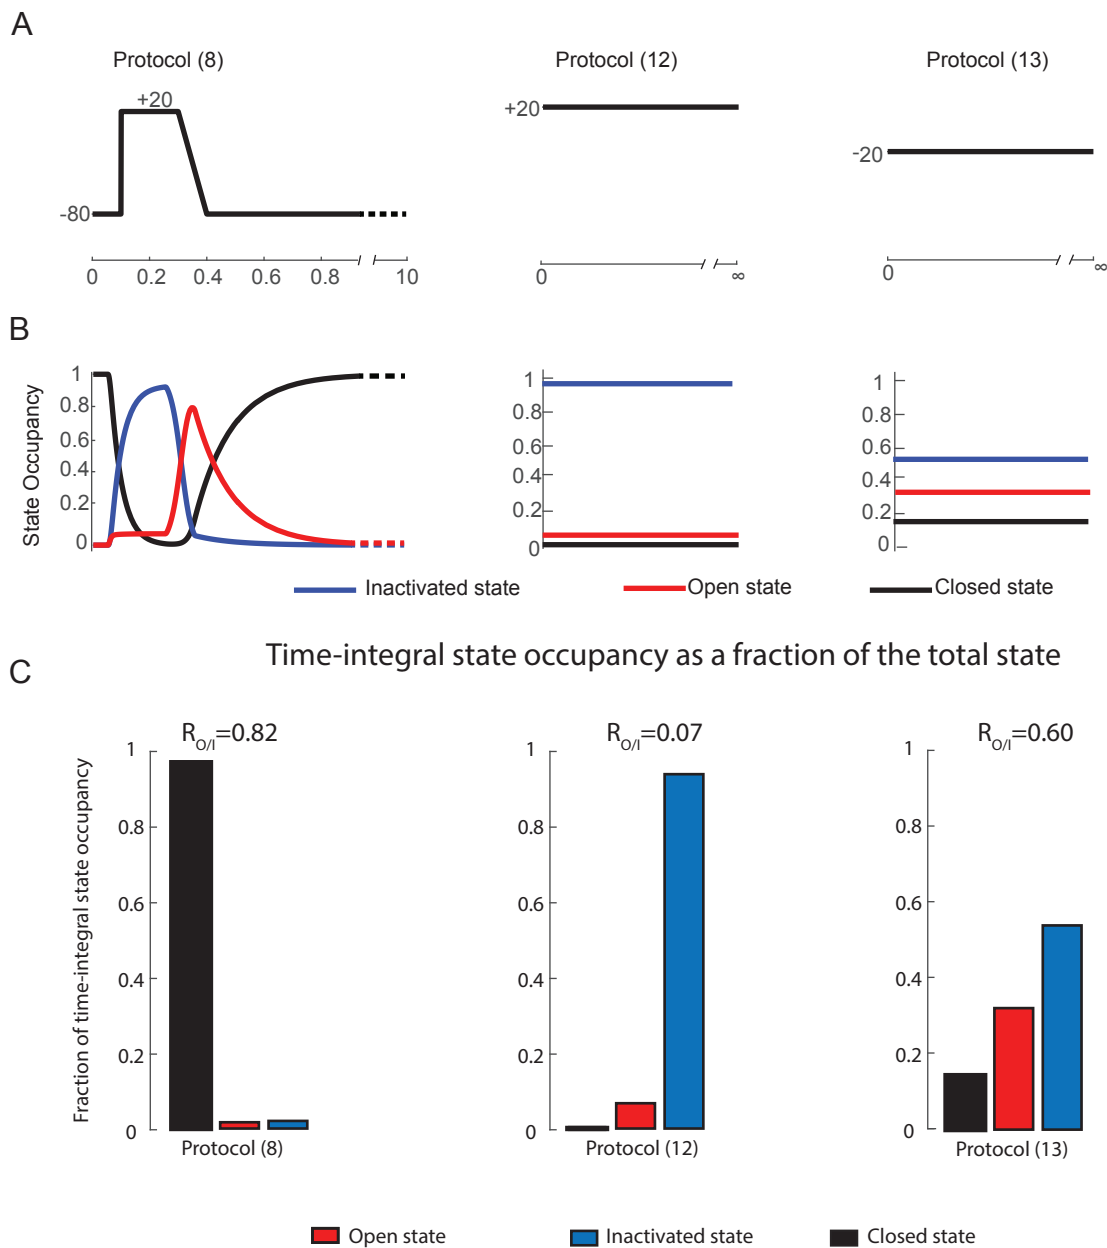 A
Protocol (8)
Protocol (12)
Protocol (13)
+20
+20
-20
-80
0 0.2 0.4 0.6 0.8 10
0 ∞
0 ∞
B
State Occupancy
1
0.8
0.6
0.4
0.2
0
1
0.8
0.6
0.4
0.2
0
1
0.8
0.6
0.4
0.2
0
Inactivated state
Open state
Closed state
Time-integral state occupancy as a fraction of the total state
C
Fraction of time-integral state occupancy
R_O/I=0.82
1
0.8
0.6
0.4
0.2
0
Protocol (8)
R_O/I=0.07
1
0.8
0.6
0.4
0.2
0
Protocol (12)
R_O/I=0.60
1
0.8
0.6
0.4
0.2
0
Protocol (13)
Open state
Inactivated state
Closed state